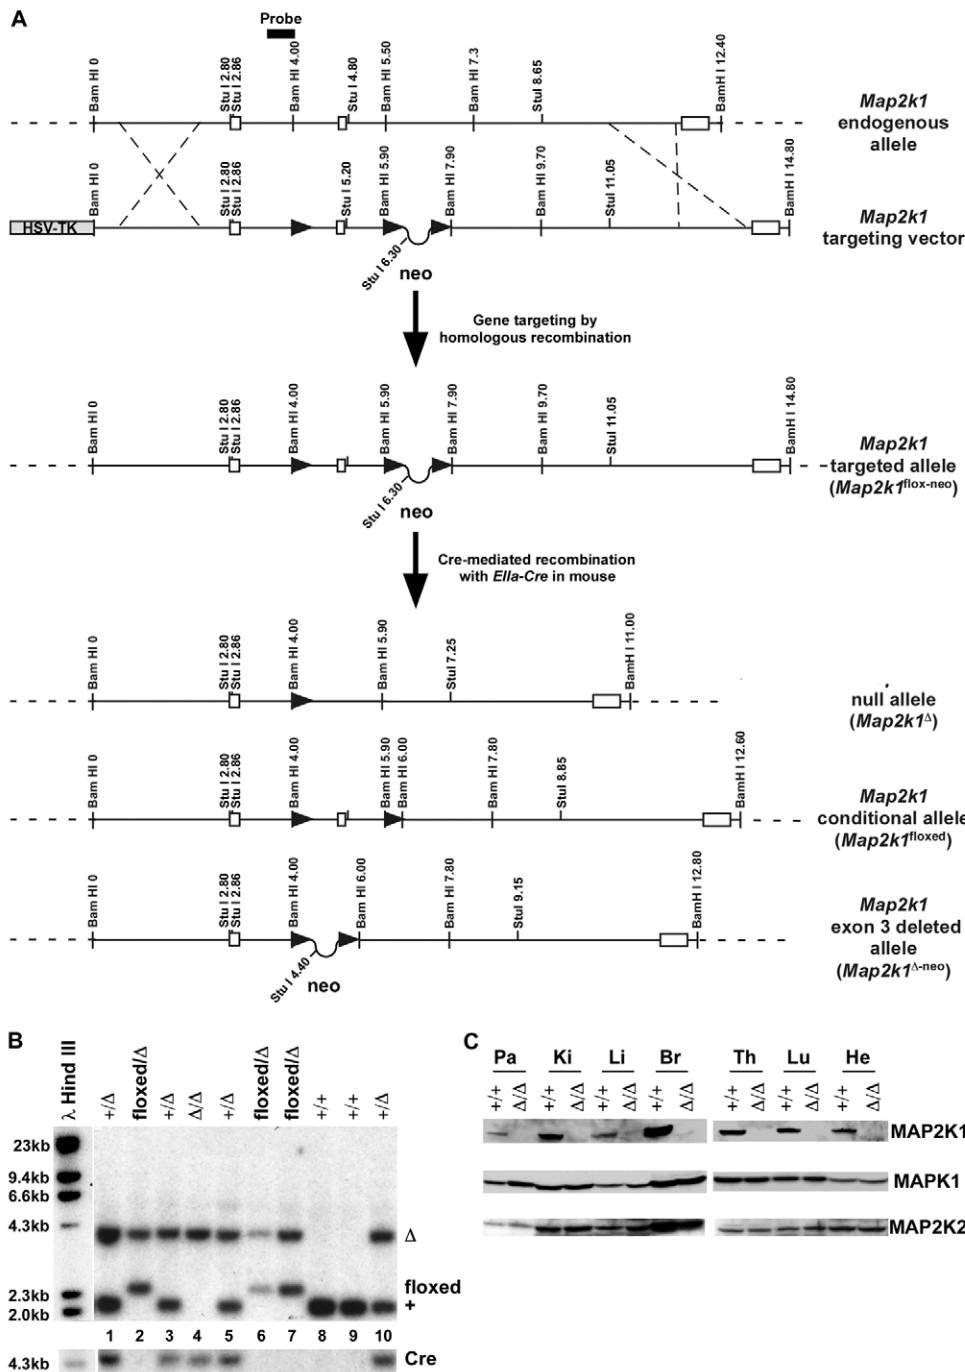 A
Probe
Bam HI 0
Stu I 2.80
Stu I 2.86
Bam HI 4.00
Stu I 4.80
Bam HI 5.50
Bam HI 7.3
StuI 8.65
BamH I 12.40
Map2k1
endogenous
allele
Bam HI 0
Stu I 2.80
Stu I 2.86
Stu I 5.20
Bam HI 5.90
Bam HI 7.90
Bam HI 9.70
StuI 11.05
BamH I 14.80
HSV-TK
Stu I 6.30
neo
Map2k1
targeting vector
Gene targeting by
homologous recombination
Bam HI 0
Stu I 2.80
Stu I 2.86
Bam HI 4.00
Bam HI 5.90
Bam HI 7.90
Bam HI 9.70
StuI 11.05
BamH I 14.80
Stu I 6.30
neo
Map2k1
targeted allele
(Map2k1flox-neo)
Cre-mediated recombination
with EIIa-Cre in mouse
Bam HI 0
Stu I 2.80
Stu I 2.86
Bam HI 4.00
Bam HI 5.90
StuI 7.25
BamH I 11.00
null allele
(Map2k1Δ)
Bam HI 0
Stu I 2.80
Stu I 2.86
Bam HI 4.00
Bam HI 5.90
Bam HI 6.00
Bam HI 7.80
StuI 8.85
BamH I 12.60
Map2k1
conditional allele
(Map2k1floxed)
Bam HI 0
Stu I 2.80
Stu I 2.86
Bam HI 4.00
Bam HI 6.00
Bam HI 7.80
StuI 9.15
BamH I 12.80
Stu I 4.40
neo
Map2k1
exon 3 deleted
allele
(Map2k1Δ-neo)
B
λ Hind III
+/Δ
floxed/Δ
+/Δ
Δ/Δ
+/Δ
floxed/Δ
floxed/Δ
+/+
+/+
+/Δ
23kb
9.4kb
6.6kb
4.3kb
2.3kb
2.0kb
Δ
floxed
+
1 2 3 4 5 6 7 8 9 10
4.3kb
Cre
C
Pa Ki Li Br Th Lu He
+/+ Δ/Δ +/+ Δ/Δ +/+ Δ/Δ +/+ Δ/Δ +/+ Δ/Δ +/+ Δ/Δ +/+ Δ/Δ
MAP2K1
MAPK1
MAP2K2